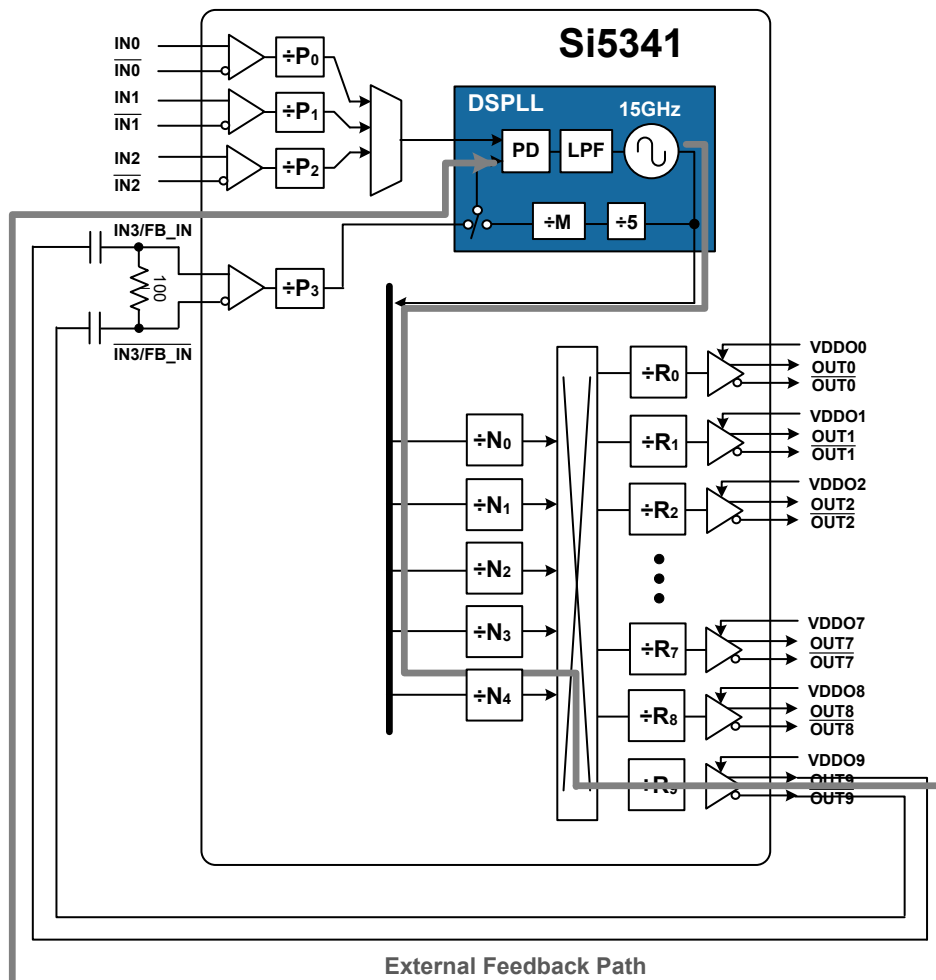 Si5341
IN0
IN0
÷P0
IN1
IN1
÷P1
IN2
IN2
÷P2
DSPLL
15GHz
PD
LPF
÷M
÷5
IN3/FB_IN
100
÷P3
IN3/FB_IN
÷N0
÷N1
÷N2
÷N3
÷N4
÷R0
VDDO0
OUT0
OUT0
÷R1
VDDO1
OUT1
OUT1
÷R2
VDDO2
OUT2
OUT2
÷R7
VDDO7
OUT7
OUT7
÷R8
VDDO8
OUT8
OUT8
÷R9
VDDO9
OUT9
OUT9
External Feedback Path